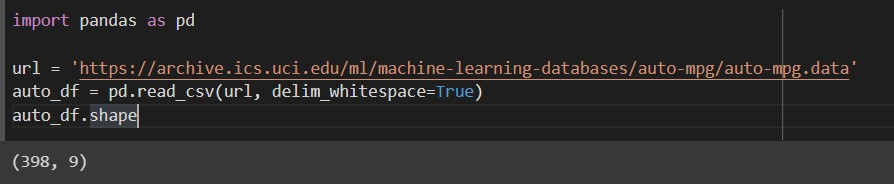 import pandas as pd
url = 'https://archive.ics.uci.edu/ml/machine-learning-databases/auto-mpg/auto-mpg.data'
auto_df = pd.read_csv(url, delim_whitespace=True)
auto_df.shape
(398, 9)